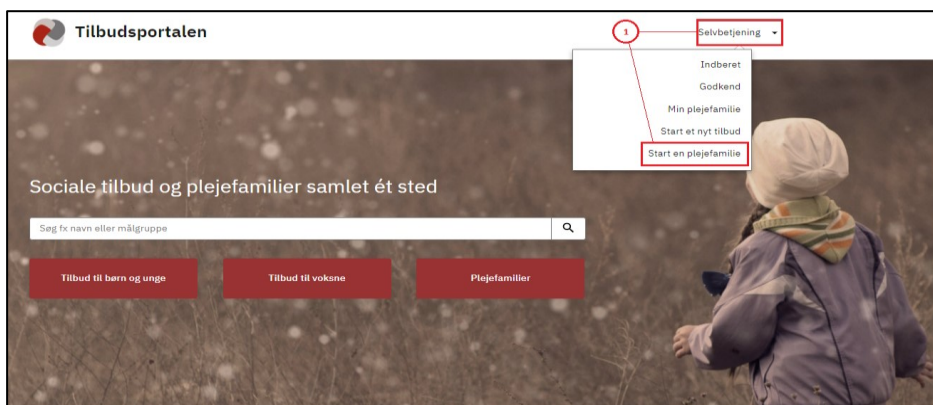 Tilbudsportalen
1
Selvbetjening
Indberet
Godkend
Min plejefamilie
Start et nyt tilbud
Start en plejefamilie
Sociale tilbud og plejefamilier samlet ét sted
Søg fx navn eller målgruppe
Tilbud til børn og unge
Tilbud til voksne
Plejefamilier